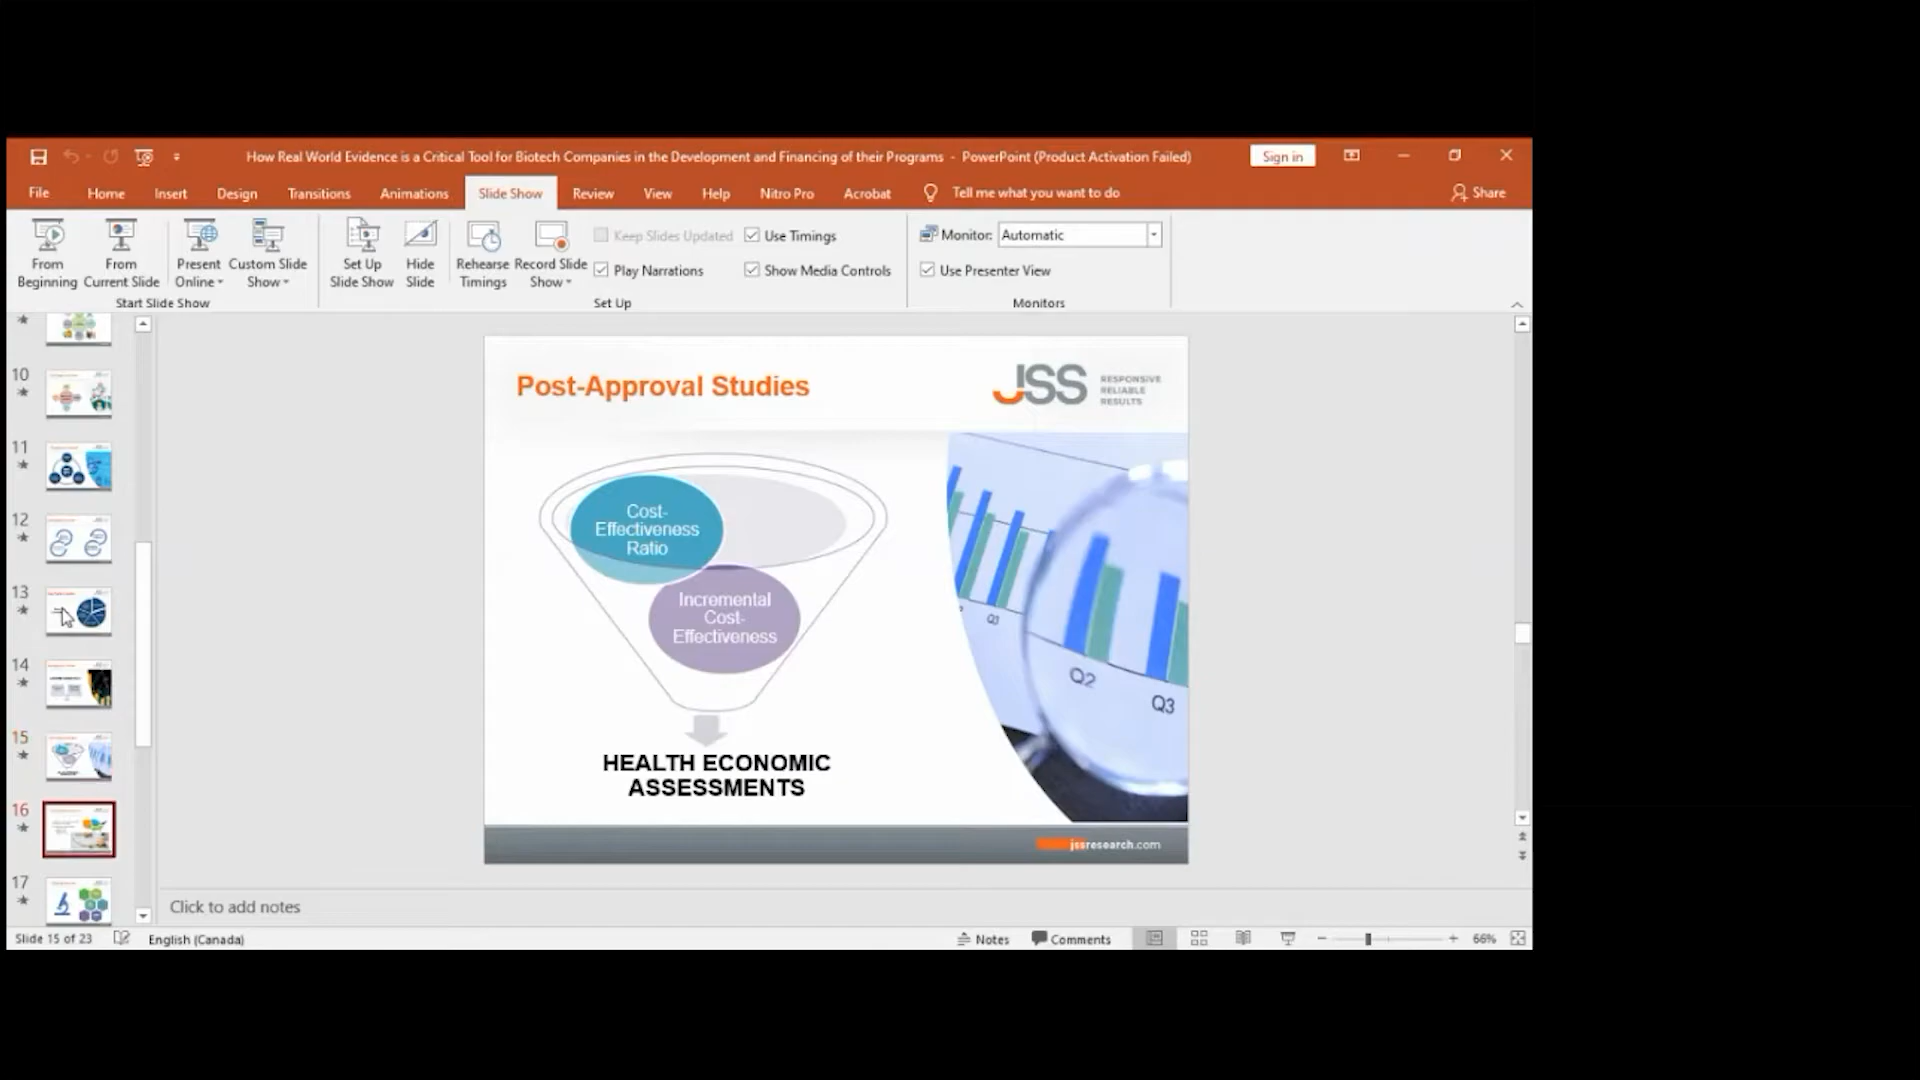 How Real World Evidence is a Critical Tool for Biotech Companies in the Development and Financing of their Programs - PowerPoint (Product Activation Failed)
Sign in
File Home Insert Design Transitions Animations Slide Show Review View Help Nitro Pro Acrobat Tell me what you want to do Share
From Beginning
From Current Slide
Present Online
Custom Slide Show
Start Slide Show
Set Up Slide Show
Hide Slide
Rehearse Timings
Record Slide Show
Keep Slides Updated
Use Timings
Play Narrations
Show Media Controls
Set Up
Monitor: Automatic
Use Presenter View
Monitors
10
11
12
13
14
15
16
17
Post-Approval Studies
JSS
RESPONSIVE
RELIABLE
RESULTS
Cost-
Effectiveness
Ratio
Incremental
Cost-
Effectiveness
HEALTH ECONOMIC
ASSESSMENTS
Q1
Q2
Q3
jssresearch.com
Click to add notes
Slide 15 of 23 English (Canada) Notes Comments 66%